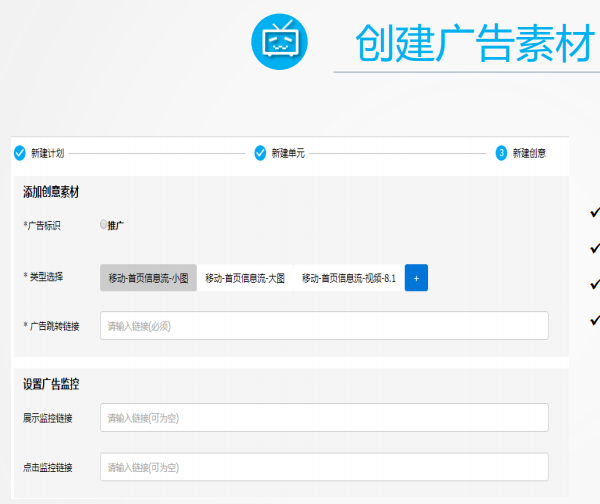 创建广告素材
新建计划 新建单元 3 新建创意
添加创意素材
*广告标识 推广
* 类型选择 移动-首页信息流-小图 移动-首页信息流-大图 移动-首页信息流-视频-8.1 +
* 广告跳转链接 请输入链接(必须)
设置广告监控
展示监控链接 请输入链接(可为空)
点击监控链接 请输入链接(可为空)